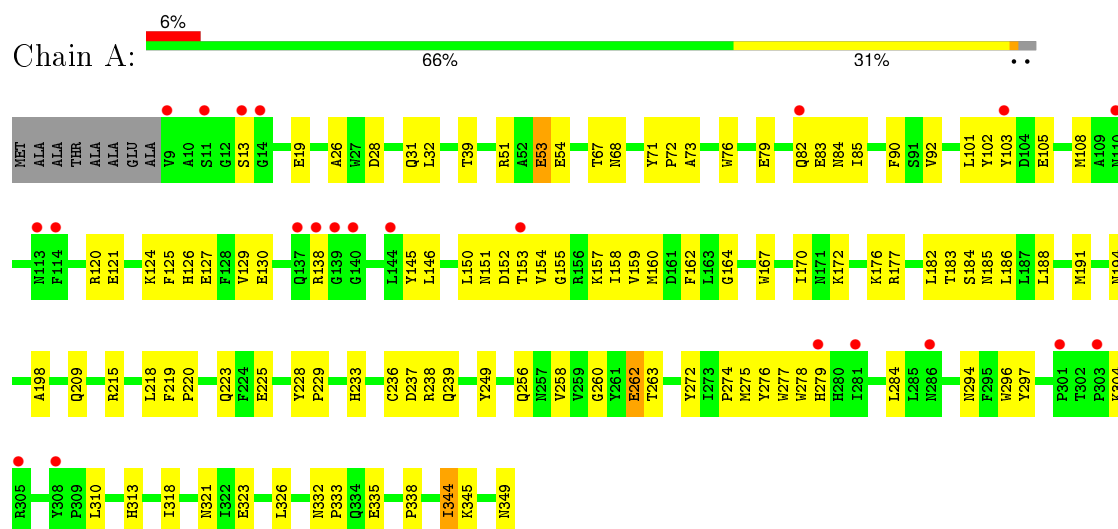 6%
Chain A:
66% 31% • •
MET ALA ALA THR ALA ALA GLU ALA V9 A10 S11 G12 S13 G14 E19 A26 W27 D28 Q31 L32 T39 R51 A52 E53 E54 T67 N68 Y71 P72 A73 W76 E79 Q82 E83 N84 I85 F90 S91 V92 L101 Y102 Y103 D104 E105 M108 A109 N110
N113 F114 R120 E121 K124 F125 H126 E127 F128 V129 E130 Q137 R138 G139 G140 L144 Y145 L146 L150 N151 D152 T153 V154 G155 R156 K157 I158 V159 M160 D161 F162 L163 G164 W167 I170 N171 K172 K176 R177 L182 T183 S184 N185 L186 L187 L188 M191
A198 Q209 R215 L218 F219 P220 Q223 F224 E225 Y228 P229 H233 C236 D237 R238 Q239 Y249 Q256 N257 V258 V259 G260 Y261 E262 T263 Y272 I273 P274 M275 Y276 W277 W278 H279 H280 I281 L284 L285 N286 N294 F295 W296 Y297 P301 T302 P303 K304
R305 Y308 P309 L310 H313 I318 N321 I322 E323 L326 N332 P333 Q334 E335 P338 I344 K345 N349